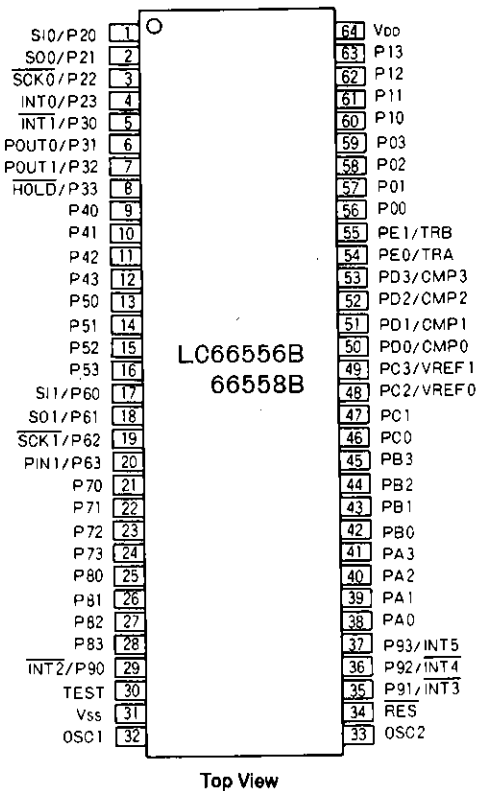 SI0/P20 1
SO0/P21 2
SCK0/P22 3
INT0/P23 4
INT1/P30 5
POUT0/P31 6
POUT1/P32 7
HOLD/P33 8
P40 9
P41 10
P42 11
P43 12
P50 13
P51 14
P52 15
P53 16
SI1/P60 17
SO1/P61 18
SCK1/P62 19
PIN1/P63 20
P70 21
P71 22
P72 23
P73 24
P80 25
P81 26
P82 27
P83 28
INT2/P90 29
TEST 30
Vss 31
OSC1 32
LC66556B
66558B
64 VDD
63 P13
62 P12
61 P11
60 P10
59 P03
58 P02
57 P01
56 P00
55 PE1/TRB
54 PE0/TRA
53 PD3/CMP3
52 PD2/CMP2
51 PD1/CMP1
50 PD0/CMP0
49 PC3/VREF1
48 PC2/VREF0
47 PC1
46 PC0
45 PB3
44 PB2
43 PB1
42 PB0
41 PA3
40 PA2
39 PA1
38 PA0
37 P93/INT5
36 P92/INT4
35 P91/INT3
34 RES
33 OSC2
Top View